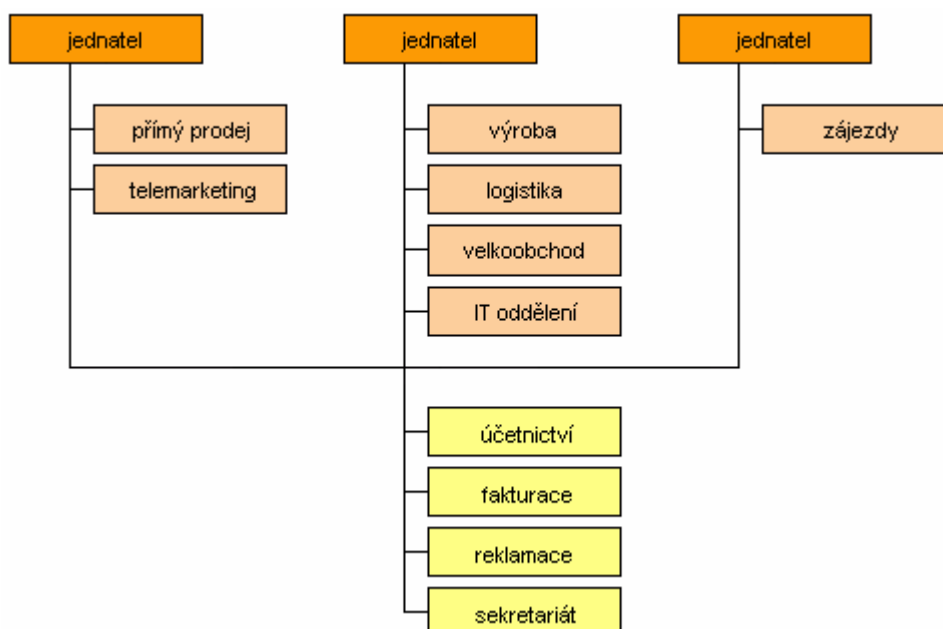 jednatel
jednatel
jednatel
přímý prodej
telemarketing
výroba
logistika
velkoobchod
IT oddělení
zájezdy
účetnictví
fakturace
reklamace
sekretariát